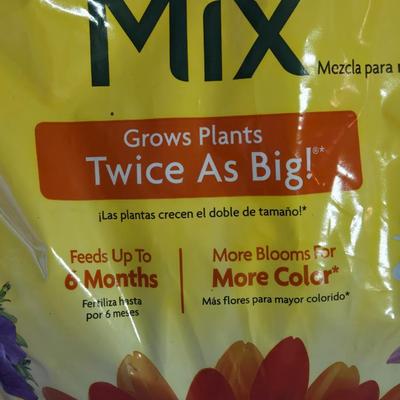 Mix
Mezcla para
Grows Plants
Twice As Big!®*
¡Las plantas crecen el doble de tamaño!*
Feeds Up To
6 Months
Fertiliza hasta
por 6 meses
More Blooms For
More Color*
Más flores para mayor colorido*